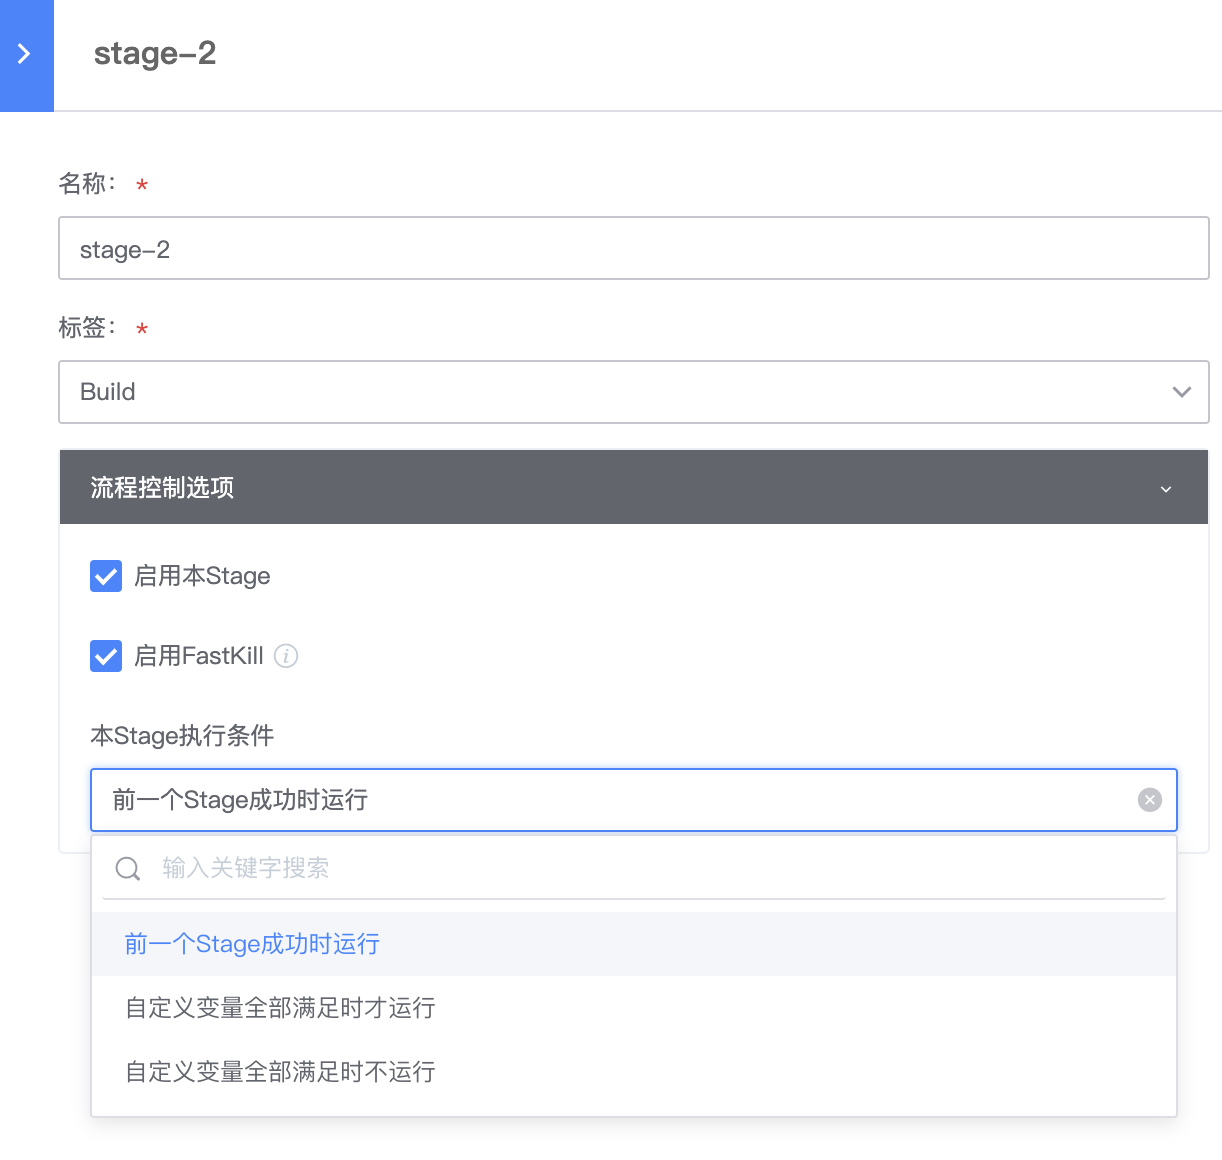 stage-2
名称： *
stage-2
标签： *
Build
流程控制选项
启用本Stage
启用FastKill
本Stage执行条件
前一个Stage成功时运行
输入关键字搜索
前一个Stage成功时运行
自定义变量全部满足时才运行
自定义变量全部满足时不运行